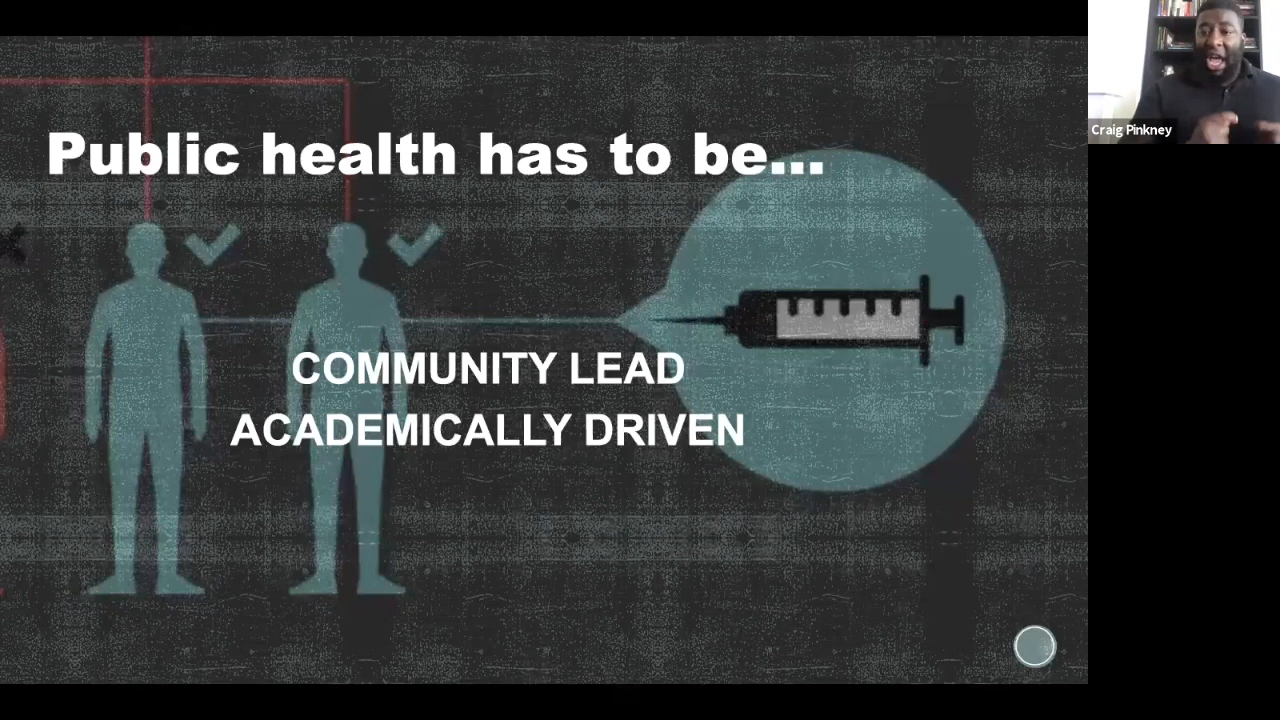 Public health has to be...
COMMUNITY LEAD
ACADEMICALLY DRIVEN
Craig Pinkney